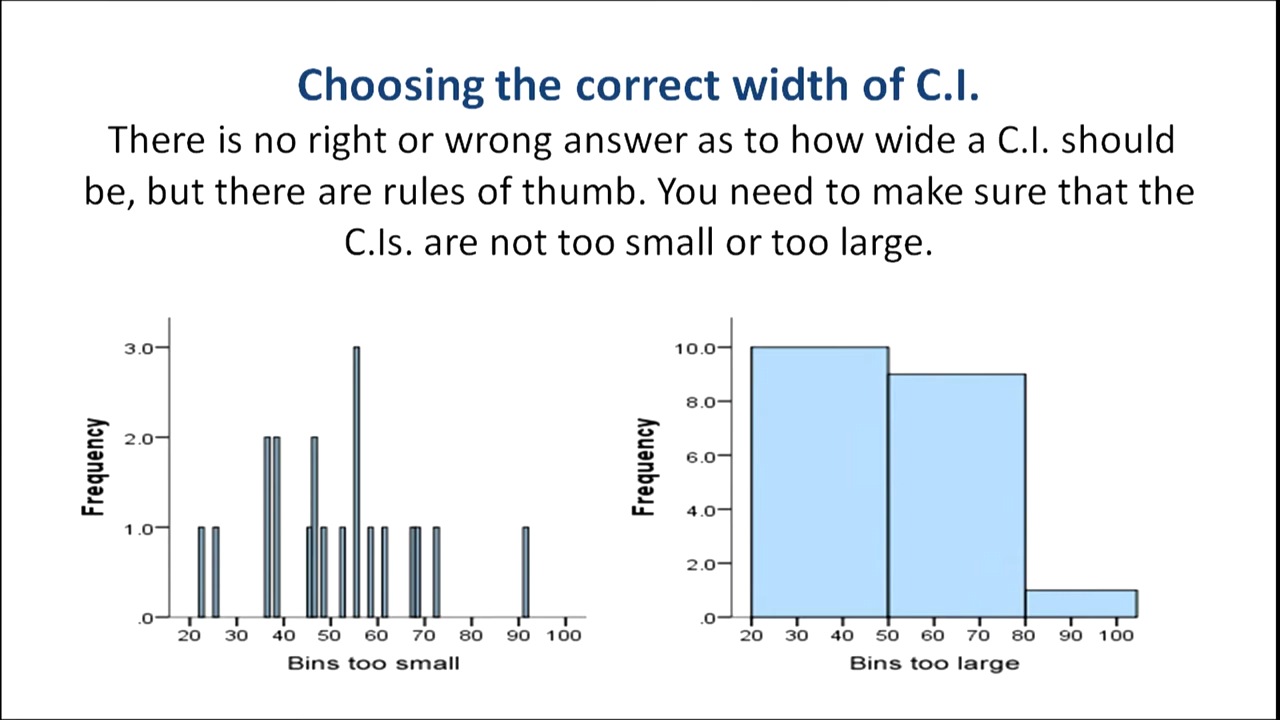 Choosing the correct width of C.I.
There is no right or wrong answer as to how wide a C.I. should
be, but there are rules of thumb. You need to make sure that the
C.Is. are not too small or too large.
3.0
2.0
1.0
.0
Frequency
20 30 40 50 60 70 80 90 100
Bins too small
10.0
8.0
6.0
4.0
2.0
.0
Frequency
20 30 40 50 60 70 80 90 100
Bins too large